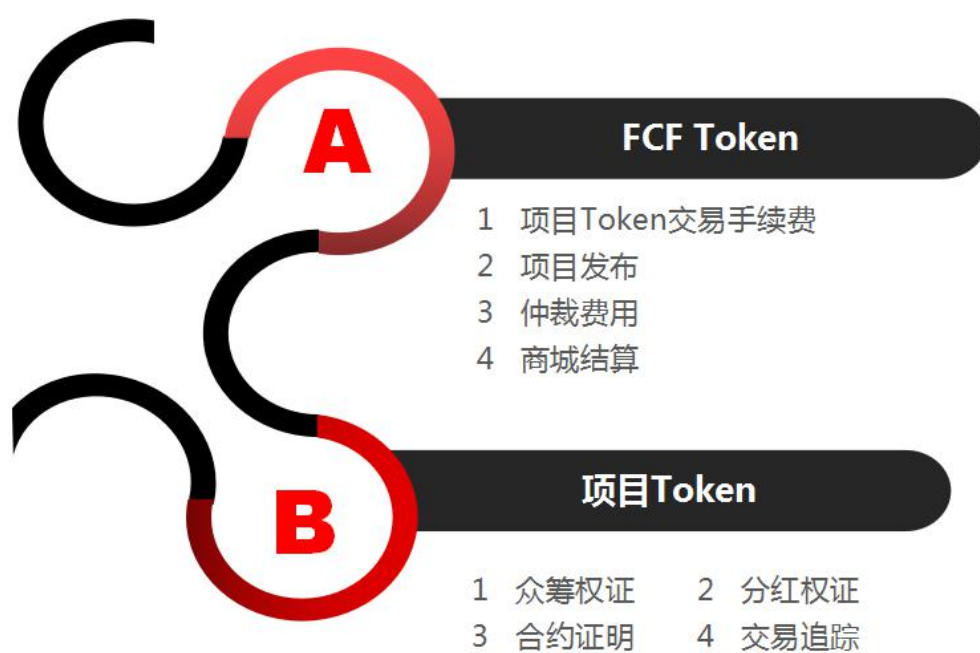 A
FCF Token
1 项目Token交易手续费
2 项目发布
3 仲裁费用
4 商城结算
B
项目Token
1 众筹权证 2 分红权证
3 合约证明 4 交易追踪